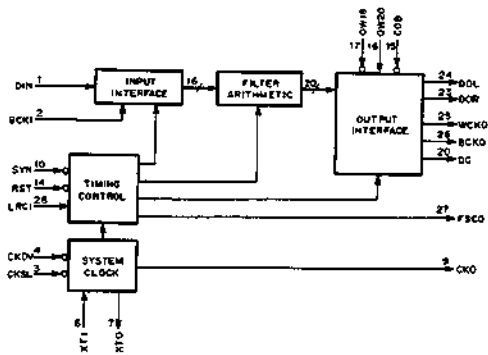 OW18
OW20
COB
17
16
15
DIN 1
INPUT
INTERFACE
16
FILTER
ARITHMETIC
20
OUTPUT
INTERFACE
24
DOL
23
DOR
25
WCKO
26
BCKO
20
DG
BCKI 2
SYN 10
RST 14
LRCI 28
TIMING
CONTROL
27
FSCO
CKDV 4
CKSL 3
SYSTEM
CLOCK
9
CKO
6
XTI
7
XTO